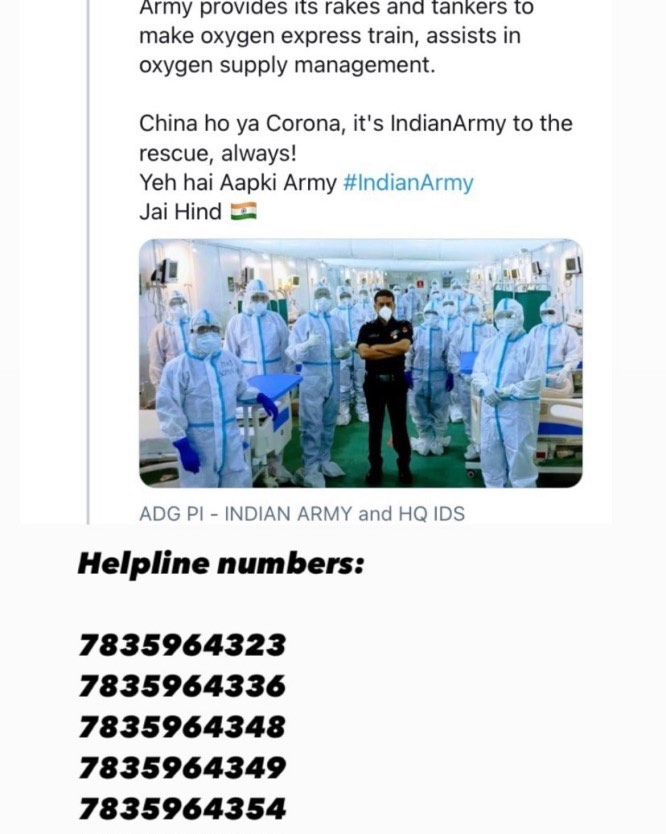 Army provides its rakes and tankers to
make oxygen express train, assists in
oxygen supply management.
China ho ya Corona, it's IndianArmy to the
rescue, always!
Yeh hai Aapki Army #IndianArmy
Jai Hind 🇮🇳
ADG PI - INDIAN ARMY and HQ IDS
Helpline numbers:
7835964323
7835964336
7835964348
7835964349
7835964354